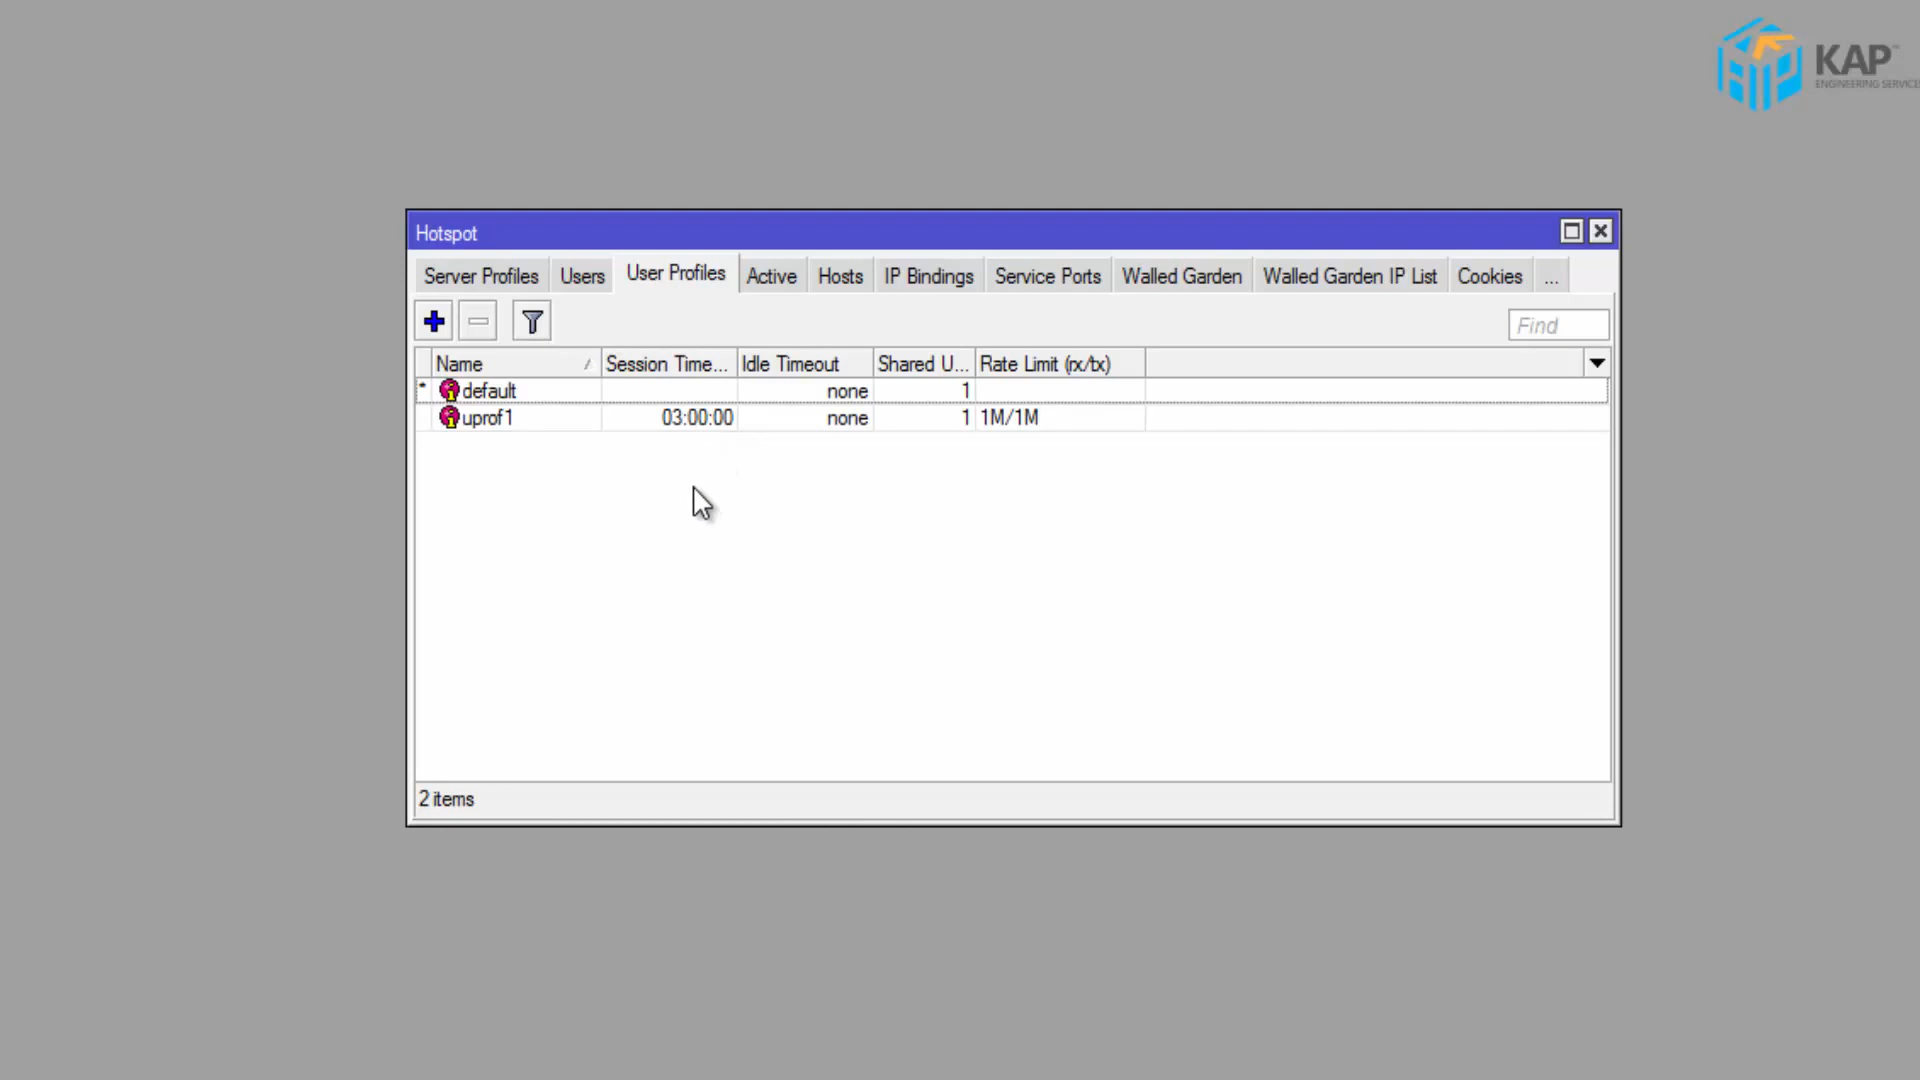 KAP™
ENGINEERING SERVICES
Hotspot
Server Profiles Users User Profiles Active Hosts IP Bindings Service Ports Walled Garden Walled Garden IP List Cookies ...
Find
Name Session Time... Idle Timeout Shared U... Rate Limit (rx/tx)
* default none 1
uprof1 03:00:00 none 1 1M/1M
2 items